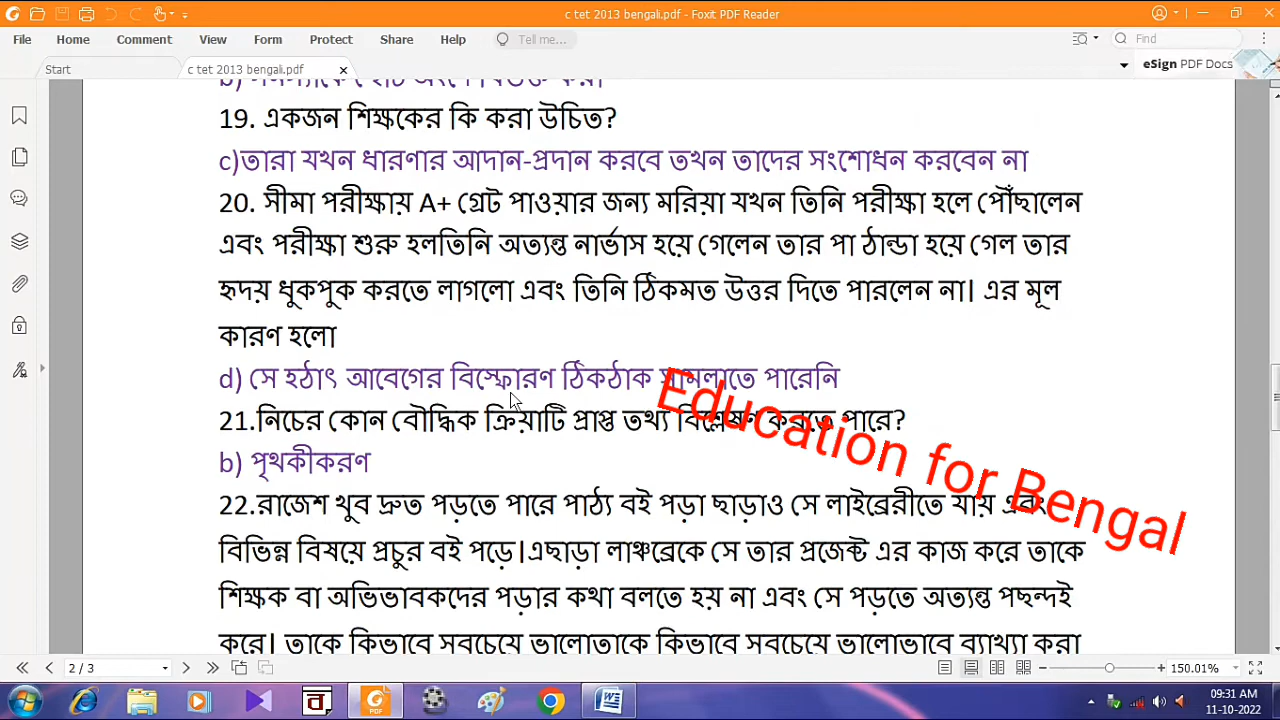 c tet 2013 bengali.pdf - Foxit PDF Reader
File Home Comment View Form Protect Share Help Tell me... Find
Start c tet 2013 bengali.pdf eSign PDF Docs
19. একজন শিক্ষকের কি করা উচিত?
c)তারা যখন ধারণার আদান-প্রদান করবে তখন তাদের সংশোধন করবেন না
20. সীমা পরীক্ষায় A+ গ্রেট পাওয়ার জন্য মরিয়া যখন তিনি পরীক্ষা হলে পৌঁছালেন
এবং পরীক্ষা শুরু হলতিনি অত্যন্ত নার্ভাস হয়ে গেলেন তার পা ঠান্ডা হয়ে গেল তার
হৃদয় ধুকপুক করতে লাগলো এবং তিনি ঠিকমত উত্তর দিতে পারলেন না। এর মূল
কারণ হলো
d) সে হঠাৎ আবেগের বিস্ফোরণ ঠিকঠাক সামলাতে পারেনি
21.নিচের কোন বৌদ্ধিক ক্রিয়াটি প্রাপ্ত তথ্য বিশ্লেষণ করতে পারে?
b) পৃথকীকরণ
Education for Bengal
22.রাজেশ খুব দ্রুত পড়তে পারে পাঠ্য বই পড়া ছাড়াও সে লাইব্রেরীতে যায় এবং
বিভিন্ন বিষয়ে প্রচুর বই পড়ে।এছাড়া লাঞ্চব্রেকে সে তার প্রজেক্ট এর কাজ করে তাকে
শিক্ষক বা অভিভাবকদের পড়ার কথা বলতে হয় না এবং সে পড়তে অত্যন্ত পছন্দই
করে। তাকে কিভাবে সবচেয়ে ভালোতাকে কিভাবে সবচেয়ে ভালোভাবে ব্যাখ্যা করা
2 / 3 150.01%
09:31 AM
11-10-2022